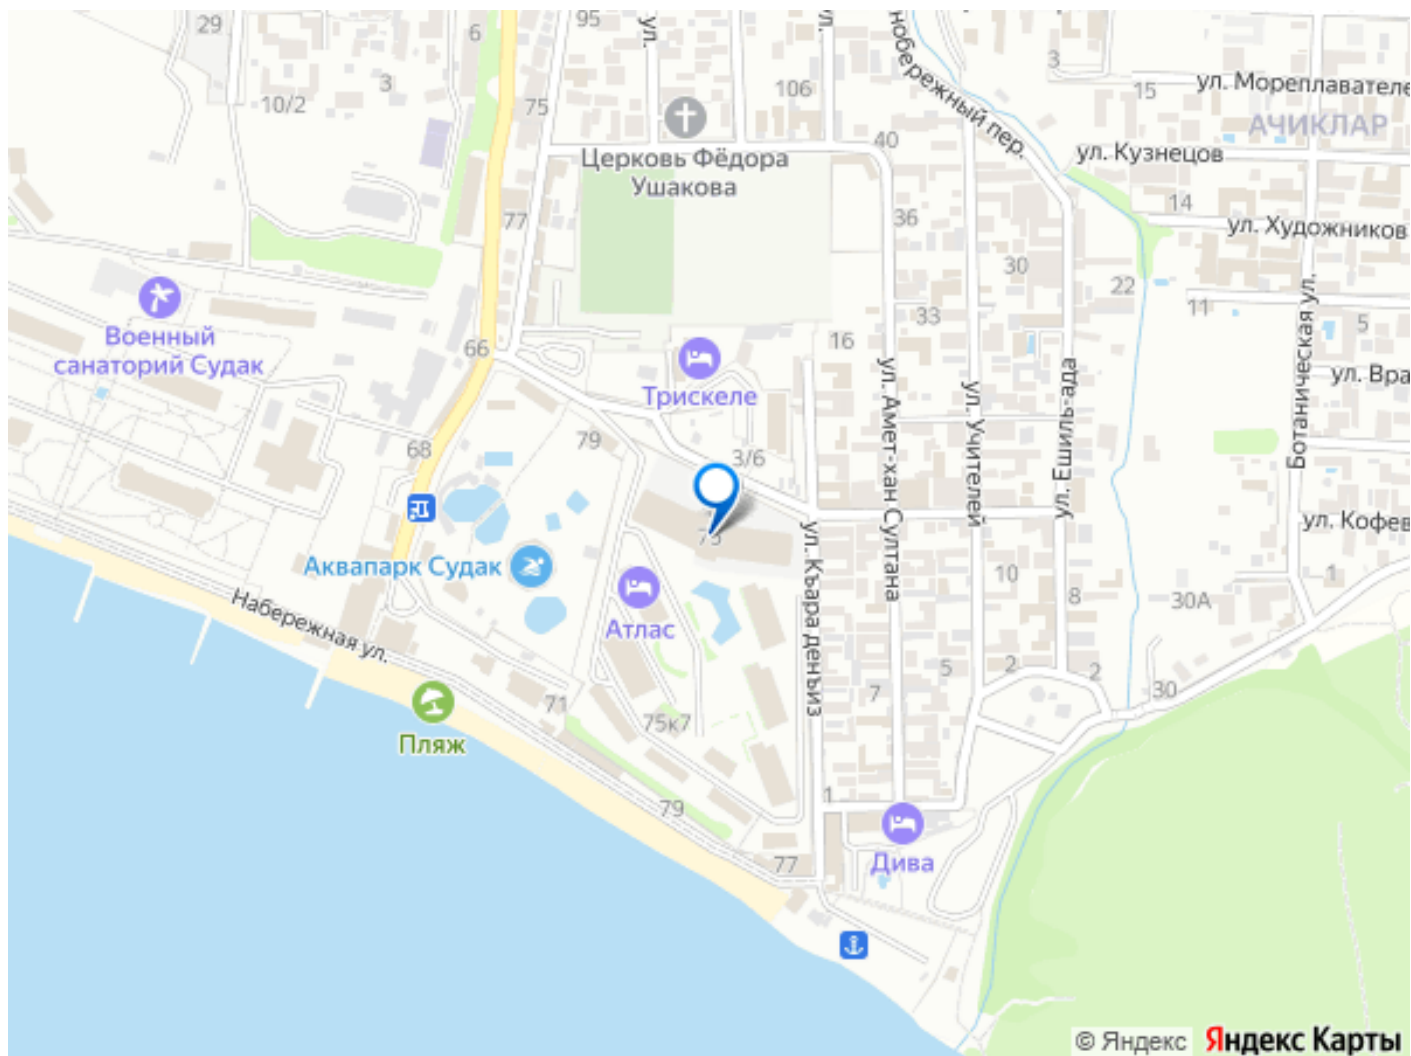 29
6
95
ул.
ул.
нобережный пер.
3
15
ул. Мореплавателе
10/2
3
75
106
АЧИКЛАР
40
ул. Кузнецов
Церковь Фёдора
Ушакова
77
36
14
ул. Художников
30
22
11
Военный
санаторий Судак
66
16
33
5
Ботаническая ул.
Трискеле
ул. Вра
ул. Амет-хан Султана
ул. Учителей
ул. Ешиль-ада
79
68
3/6
ул. Кофев
ул. Къара денъиз
Аквапарк Судак
10
1
8
30А
Набережная ул.
Атлас
5
2
2
7
30
71
75к7
Пляж
79
1
77
Дива
© Яндекс
Яндекс Карты